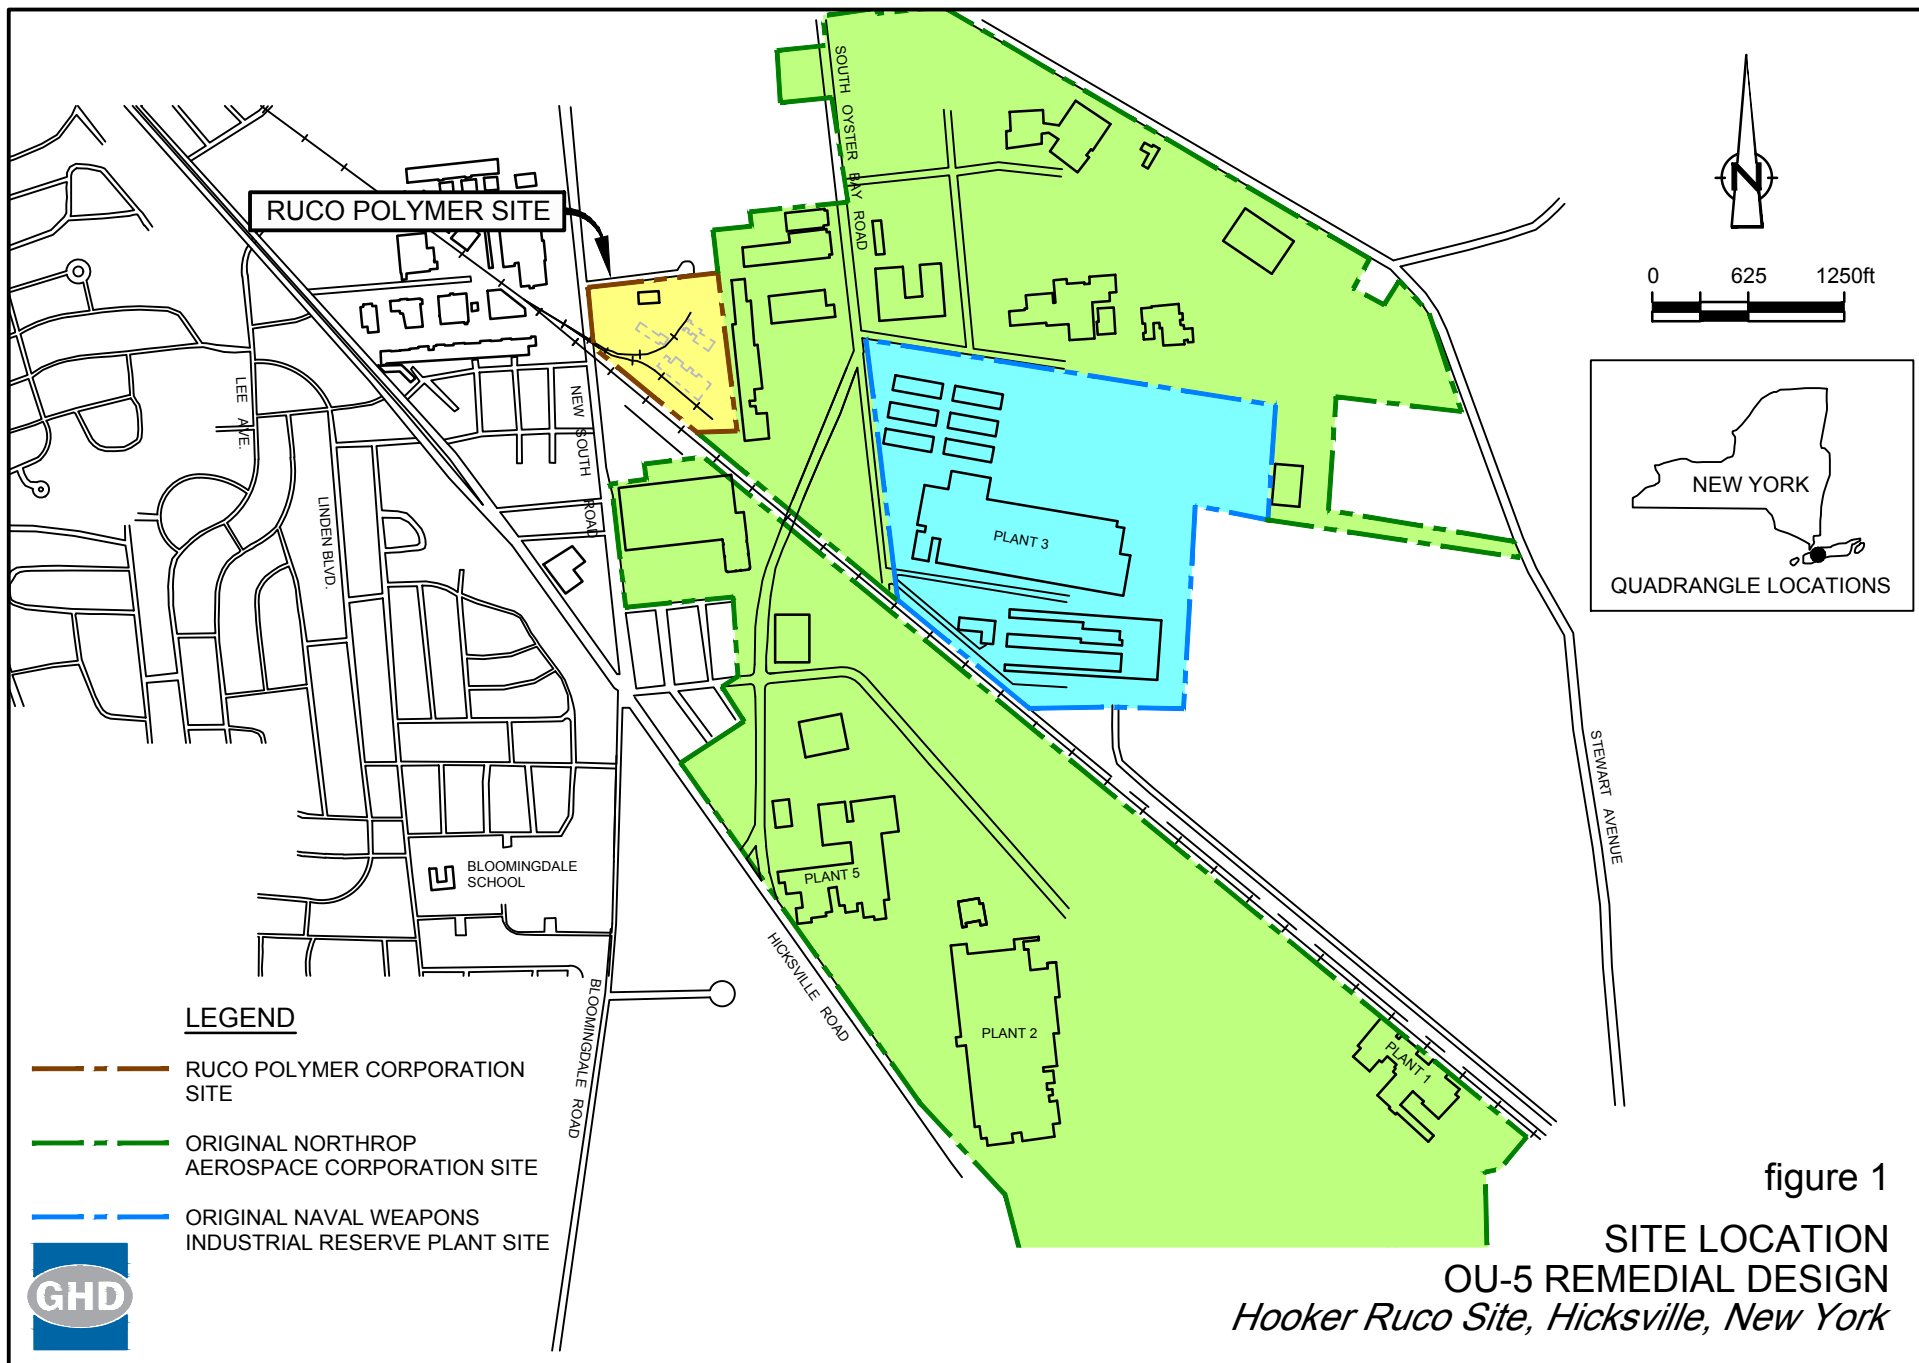 SOUTH OYSTER BAY ROAD
RUCO POLYMER SITE
N
0 625 1250ft
LEE AVE.
NEW SOUTH ROAD
LINDEN BLVD.
PLANT 3
NEW YORK
QUADRANGLE LOCATIONS
STEWART AVENUE
BLOOMINGDALE
SCHOOL
PLANT 5
HICKSVILLE ROAD
PLANT 2
PLANT 1
BLOOMINGDALE ROAD
LEGEND
RUCO POLYMER CORPORATION
SITE
ORIGINAL NORTHROP
AEROSPACE CORPORATION SITE
ORIGINAL NAVAL WEAPONS
INDUSTRIAL RESERVE PLANT SITE
GHD
figure 1
SITE LOCATION
OU-5 REMEDIAL DESIGN
Hooker Ruco Site, Hicksville, New York